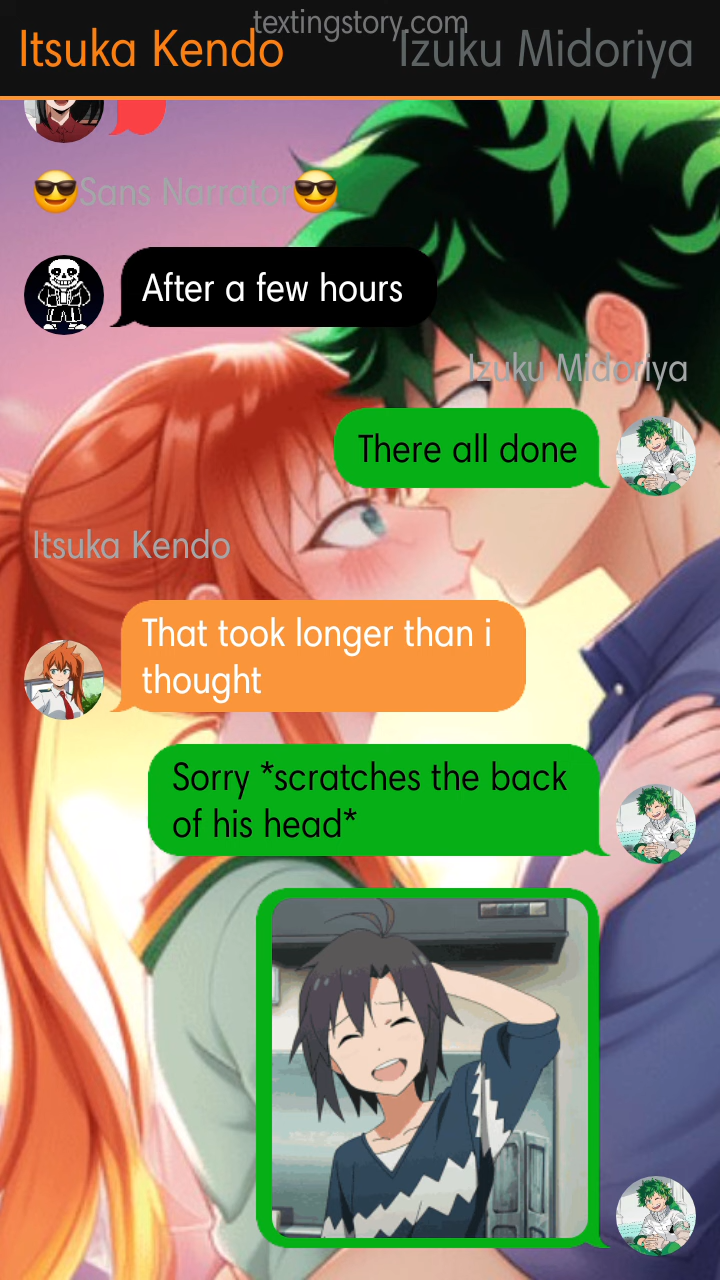 textingstory.com
Itsuka Kendo
Izuku Midoriya
😎Sans Narrator😎
After a few hours
Izuku Midoriya
There all done
Itsuka Kendo
That took longer than i
thought
Sorry *scratches the back
of his head*